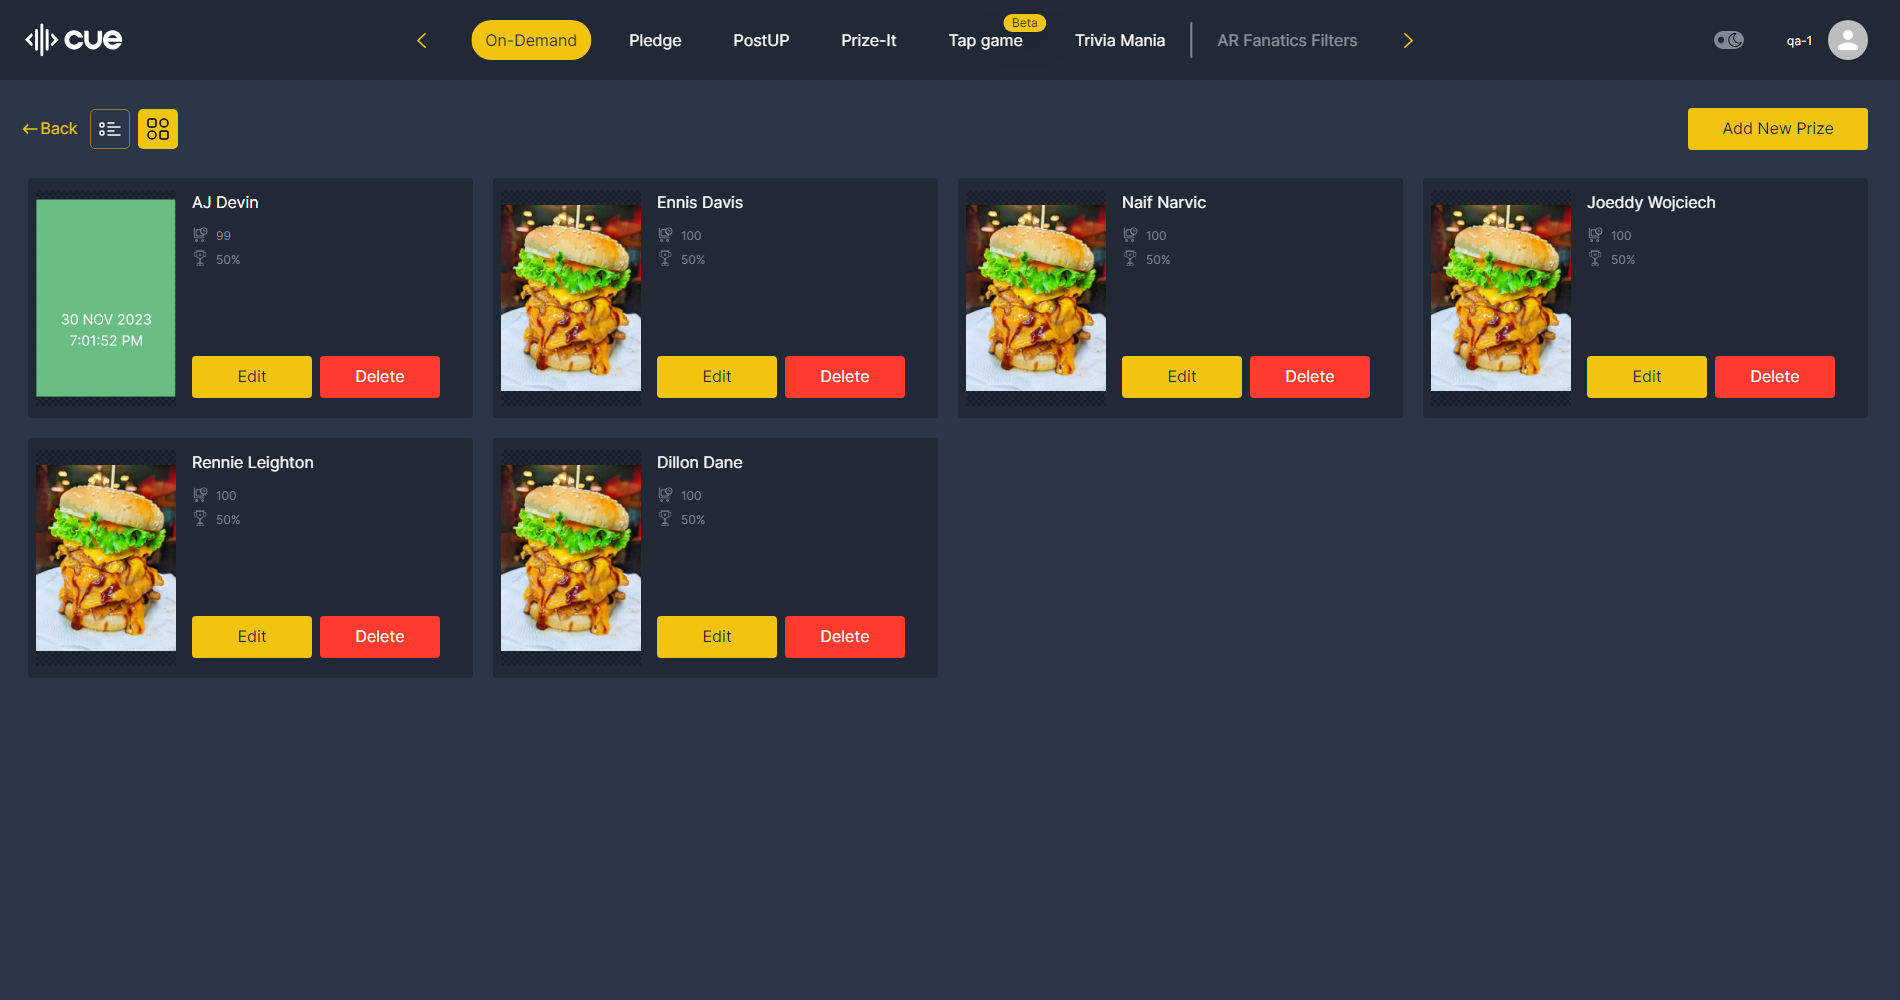 cue
On-Demand
Pledge
PostUP
Prize-It
Tap game
Beta
Trivia Mania
AR Fanatics Filters
qa-1
Back
Add New Prize
AJ Devin
99
50%
30 NOV 2023
7:01:52 PM
Edit
Delete
Ennis Davis
100
50%
Edit
Delete
Naif Narvic
100
50%
Edit
Delete
Joeddy Wojciech
100
50%
Edit
Delete
Rennie Leighton
100
50%
Edit
Delete
Dillon Dane
100
50%
Edit
Delete